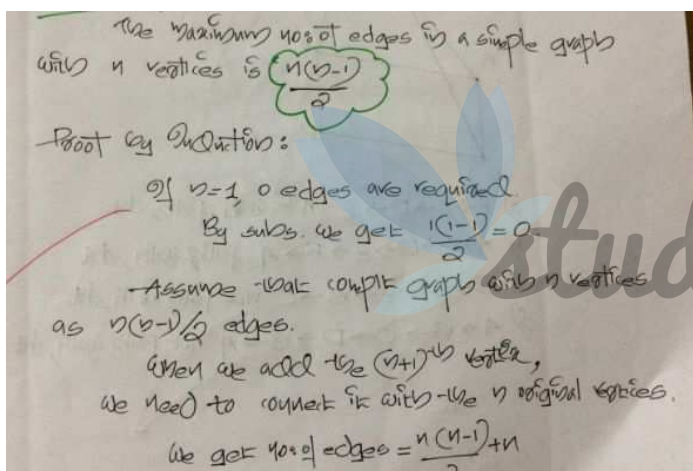 The maximum no: of edges in a simple graph
with n vertices is n(n-1)/2
Proof by Induction:
If n=1, 0 edges are required.
By subs. we get 1(1-1)/2 = 0.
Assume that complt graph with n vertices
as n(n-1)/2 edges.
When we add the (n+1)th vertex,
we need to connect it with the n original vertices.
We get no: of edges = n(n-1)/2 + n
stud